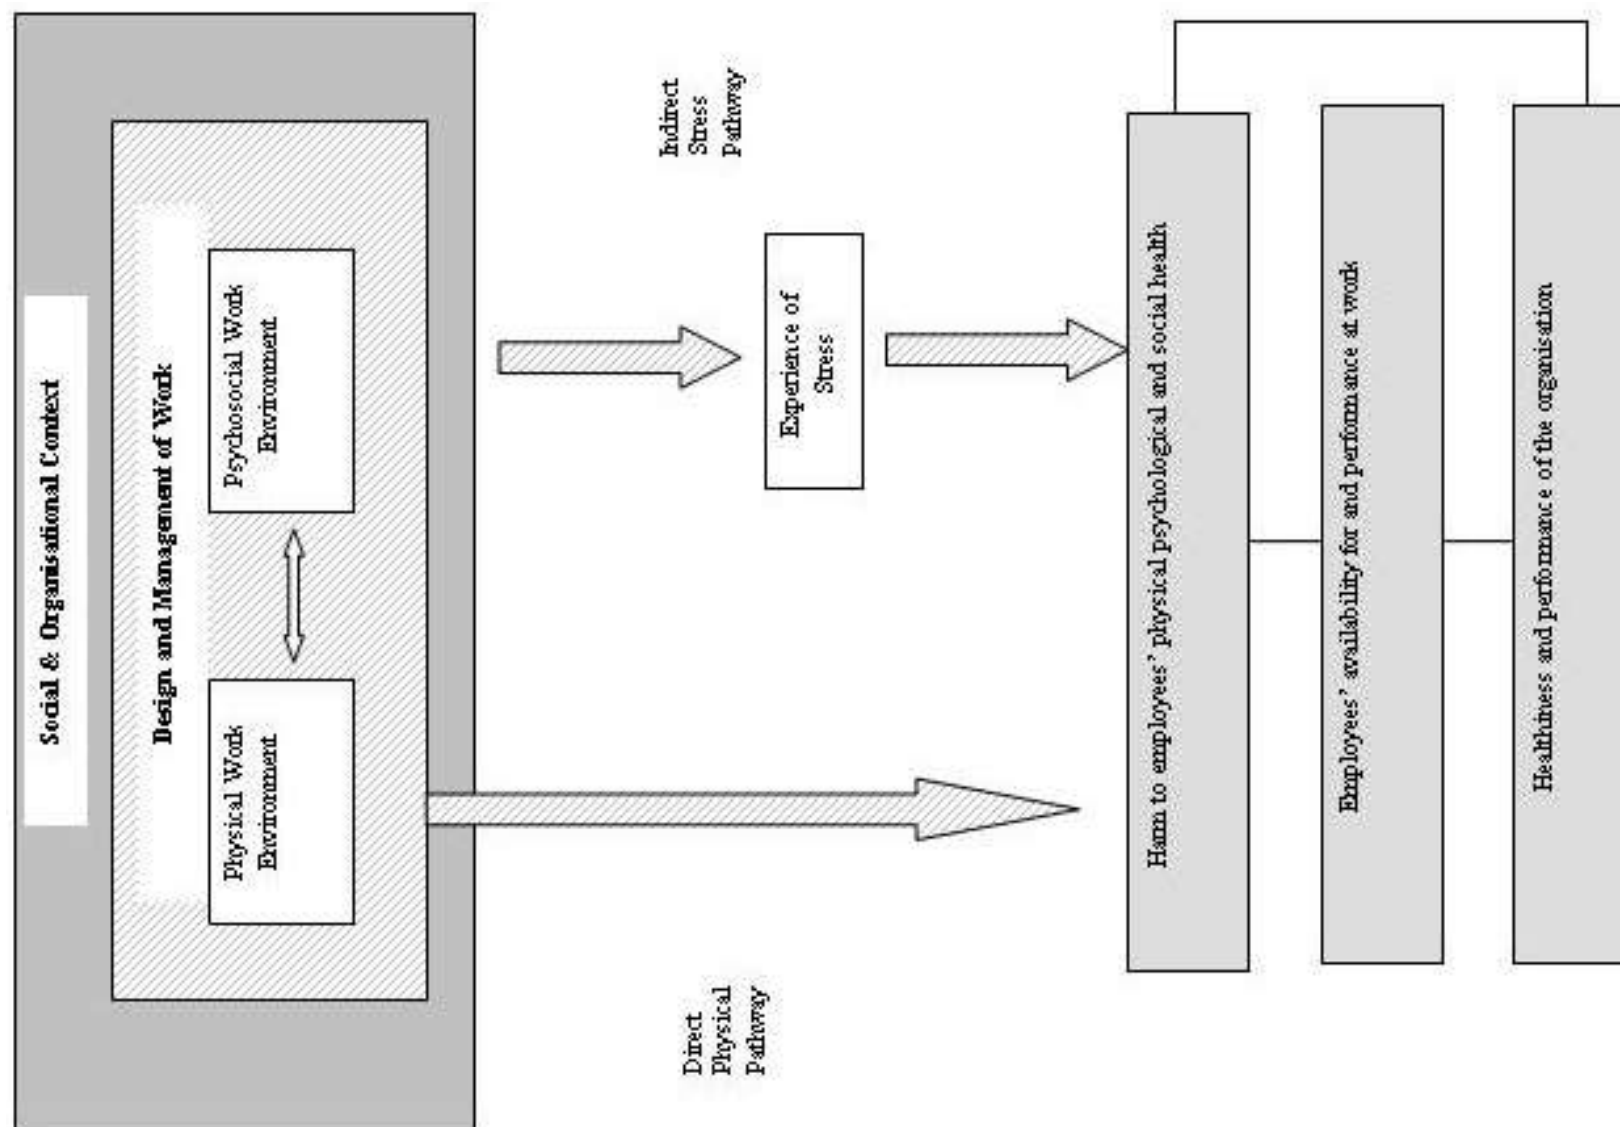 Social & Organisational Context
Design and Management of Work
Physical Work
Environment
Psychosocial Work
Environment
Direct
Physical
Pathway
Indirect
Stress
Pathway
Experience of
Stress
Harm to employees’ physical psychological and social health
Employees’ availability for and performance at work
Healthiness and performance of the organisation